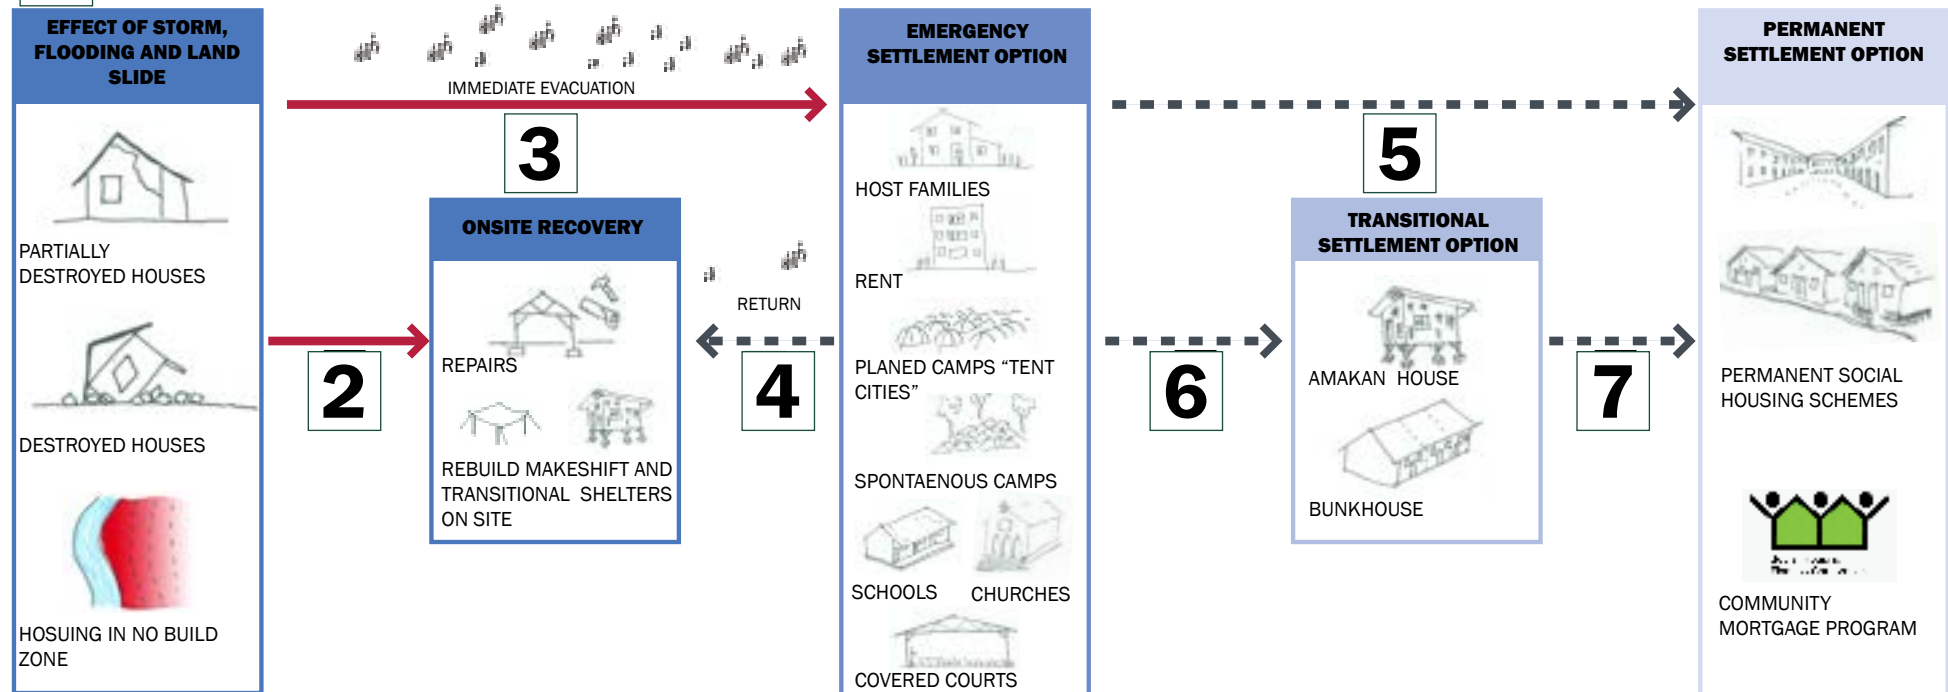 EFFECT OF STORM,
FLOODING AND LAND
SLIDE
PARTIALLY
DESTROYED HOUSES
DESTROYED HOUSES
HOSUING IN NO BUILD
ZONE
IMMEDIATE EVACUATION
3
2
ONSITE RECOVERY
REPAIRS
REBUILD MAKESHIFT AND
TRANSITIONAL SHELTERS
ON SITE
RETURN
4
EMERGENCY
SETTLEMENT OPTION
HOST FAMILIES
RENT
PLANED CAMPS “TENT
CITIES”
SPONTAENOUS CAMPS
SCHOOLS
CHURCHES
COVERED COURTS
5
6
TRANSITIONAL
SETTLEMENT OPTION
AMAKAN HOUSE
BUNKHOUSE
7
PERMANENT
SETTLEMENT OPTION
PERMANENT SOCIAL
HOUSING SCHEMES
COMMUNITY
MORTGAGE PROGRAM